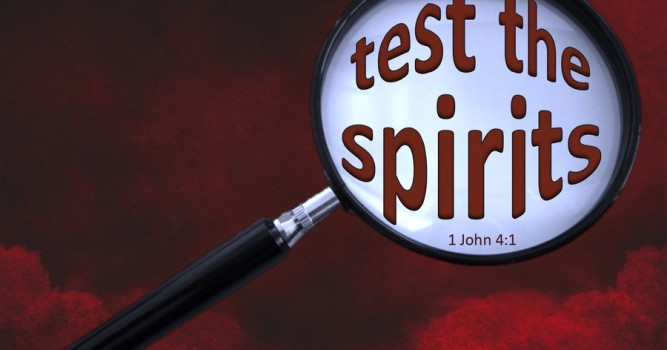 test the
spirits
1 John 4:1